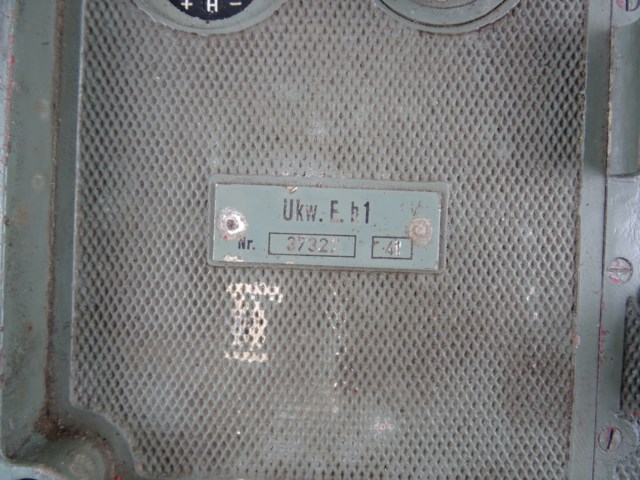 + H −
Ukw. E. h1
Nr. 41